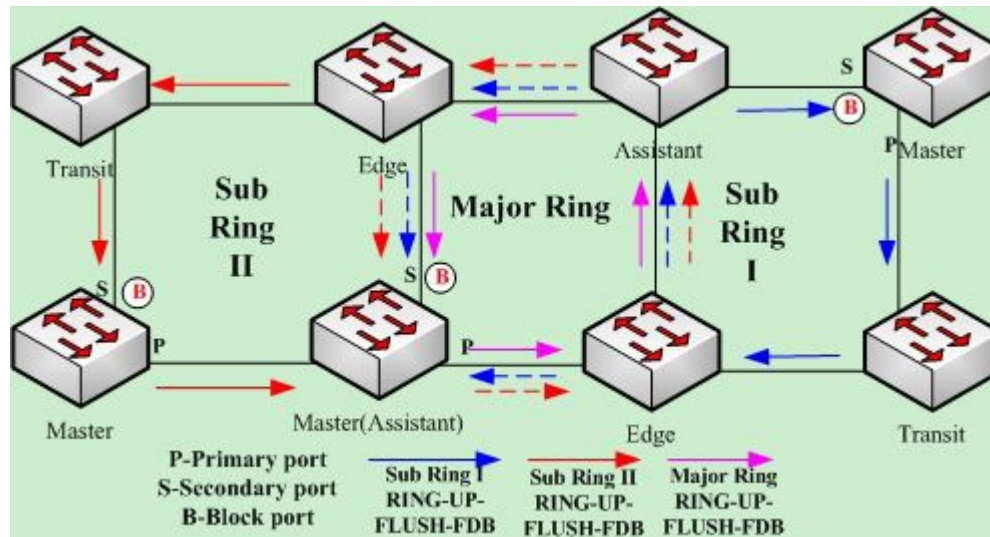 S
B
P
Transit
Edge
Assistant
Master
Sub
Ring
II
Major Ring
Sub
Ring
I
S
B
S
B
P
P
Master
Master(Assistant)
Edge
Transit
P-Primary port
S-Secondary port
B-Block port
Sub Ring I
RING-UP-
FLUSH-FDB
Sub Ring II
RING-UP-
FLUSH-FDB
Major Ring
RING-UP-
FLUSH-FDB